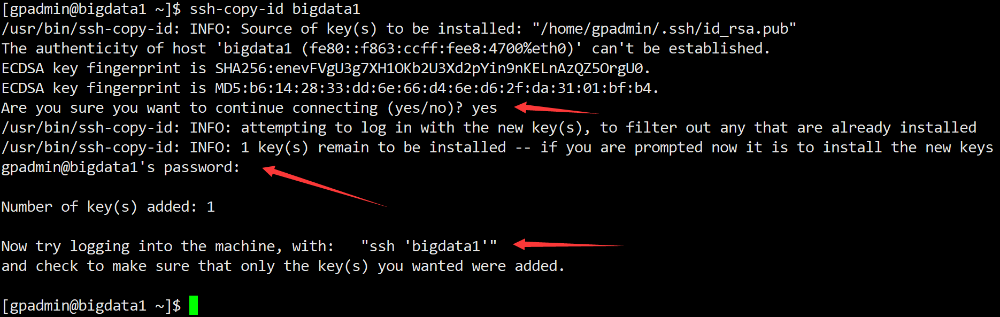 [gpadmin@bigdata1 ~]$ ssh-copy-id bigdata1
/usr/bin/ssh-copy-id: INFO: Source of key(s) to be installed: "/home/gpadmin/.ssh/id_rsa.pub"
The authenticity of host 'bigdata1 (fe80::f863:ccff:fee8:4700%eth0)' can't be established.
ECDSA key fingerprint is SHA256:enevFVgU3g7XH1OKb2U3Xd2pYin9nKELnAzQZ5OrgU0.
ECDSA key fingerprint is MD5:b6:14:28:33:dd:6e:66:d4:6e:d6:2f:da:31:01:bf:b4.
Are you sure you want to continue connecting (yes/no)? yes
/usr/bin/ssh-copy-id: INFO: attempting to log in with the new key(s), to filter out any that are already installed
/usr/bin/ssh-copy-id: INFO: 1 key(s) remain to be installed -- if you are prompted now it is to install the new keys
gpadmin@bigdata1's password:
Number of key(s) added: 1
Now try logging into the machine, with:   "ssh 'bigdata1'"
and check to make sure that only the key(s) you wanted were added.
[gpadmin@bigdata1 ~]$